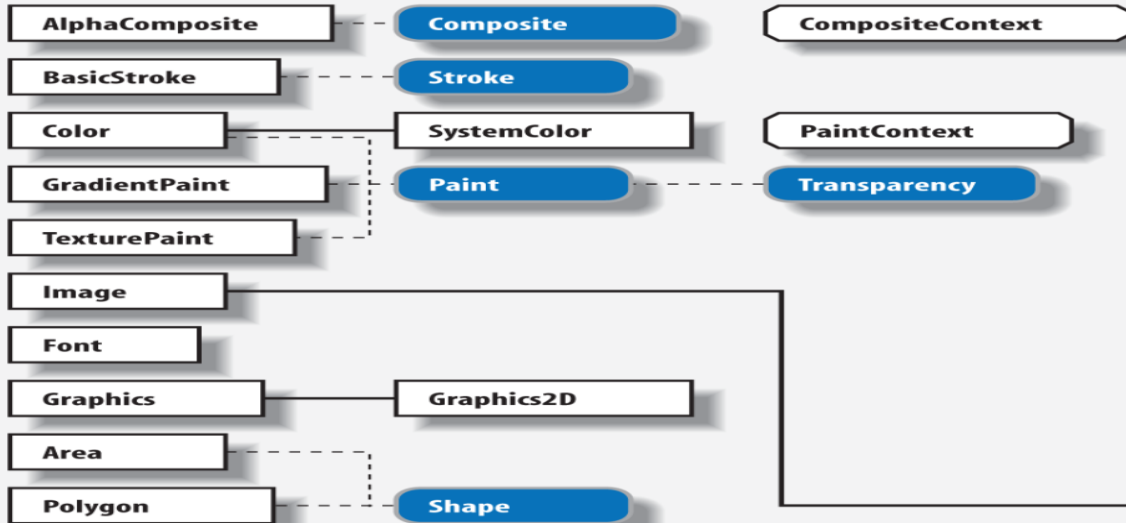 AlphaComposite Composite CompositeContext
BasicStroke Stroke
Color SystemColor PaintContext
GradientPaint Paint Transparency
TexturePaint
Image
Font
Graphics Graphics2D
Area
Polygon Shape